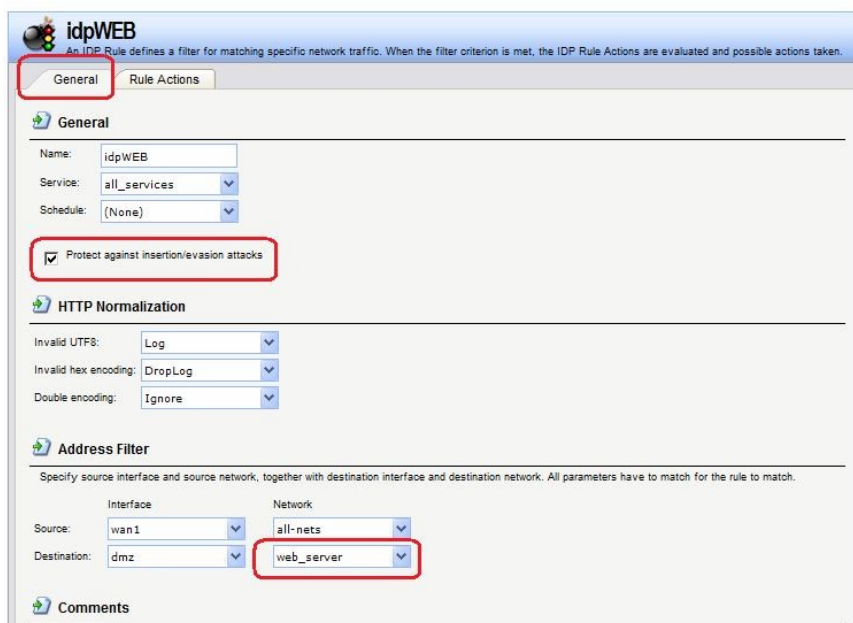 idpWEB
An IDP Rule defines a filter for matching specific network traffic. When the filter criterion is met, the IDP Rule Actions are evaluated and possible actions taken.
General Rule Actions
General
Name: idpWEB
Service: all_services
Schedule: (None)
Protect against insertion/evasion attacks
HTTP Normalization
Invalid UTF8: Log
Invalid hex encoding: DropLog
Double encoding: Ignore
Address Filter
Specify source interface and source network, together with destination interface and destination network. All parameters have to match for the rule to match.
Interface Network
Source: wan1 all-nets
Destination: dmz web_server
Comments